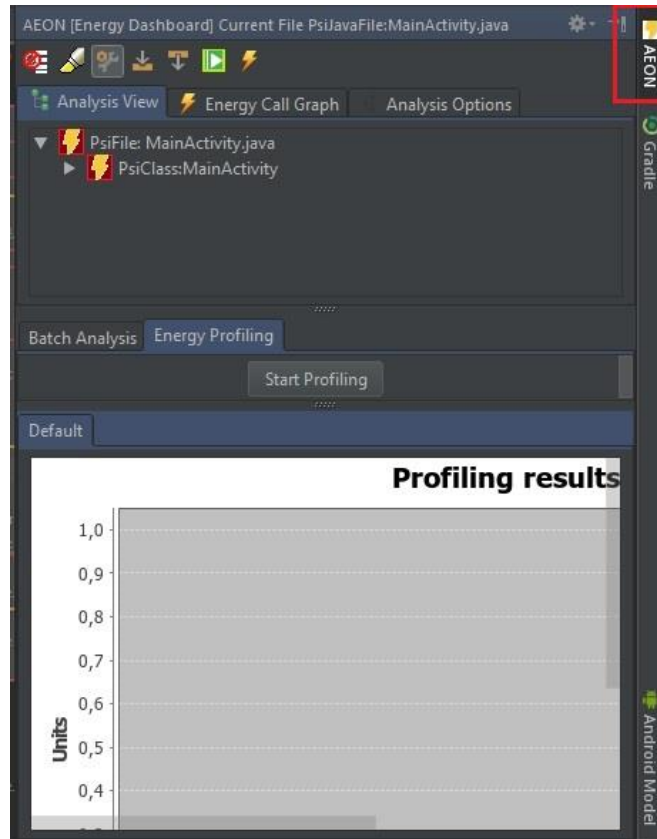 AEON [Energy Dashboard] Current File PsiJavaFile:MainActivity.java
AEON
Analysis View
Energy Call Graph
Analysis Options
PsiFile: MainActivity.java
PsiClass:MainActivity
Gradle
Batch Analysis
Energy Profiling
Start Profiling
Default
Profiling results
1,0
0,9
0,8
0,7
0,6
0,5
0,4
Units
Android Model